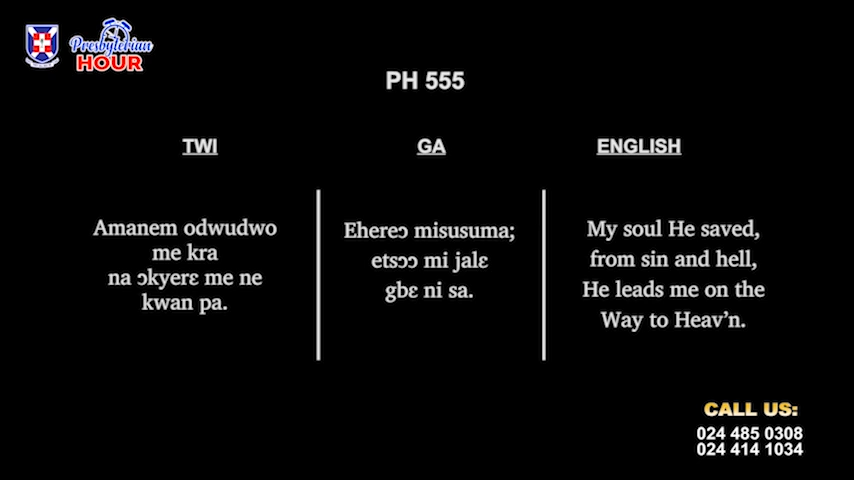 Presbyterian
HOUR
PH 555
TWI
Amanem odwudwo
me kra
na ɔkyerɛ me ne
kwan pa.
GA
Ehereɔ misusuma;
etsɔɔ mi jalɛ
gbɛ ni sa.
ENGLISH
My soul He saved,
from sin and hell,
He leads me on the
Way to Heav’n.
CALL US:
024 485 0308
024 414 1034